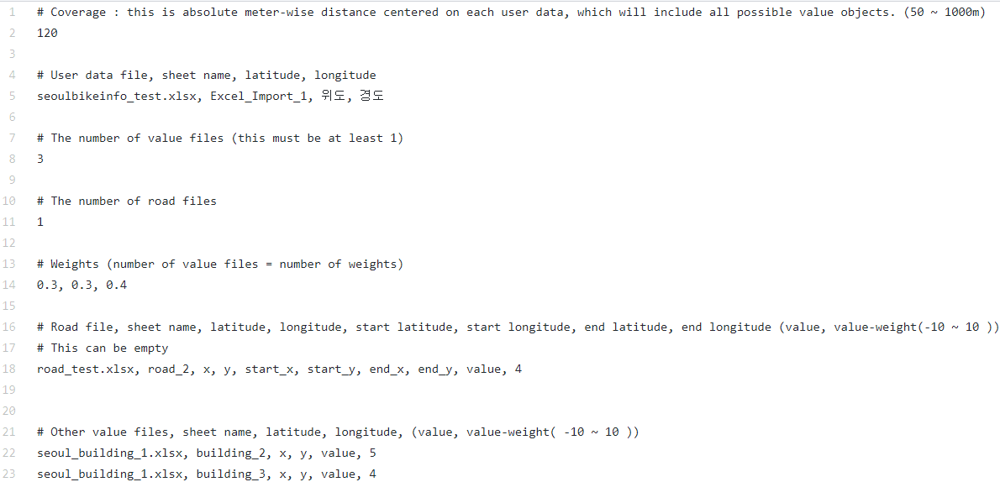 1 # Coverage : this is absolute meter-wise distance centered on each user data, which will include all possible value objects. (50 ~ 1000m)
2 120
3
4 # User data file, sheet name, latitude, longitude
5 seoulbikeinfo_test.xlsx, Excel_Import_1, 위도, 경도
6
7 # The number of value files (this must be at least 1)
8 3
9
10 # The number of road files
11 1
12
13 # Weights (number of value files = number of weights)
14 0.3, 0.3, 0.4
15
16 # Road file, sheet name, latitude, longitude, start latitude, start longitude, end latitude, end longitude (value, value-weight(-10 ~ 10 ))
17 # This can be empty
18 road_test.xlsx, road_2, x, y, start_x, start_y, end_x, end_y, value, 4
19
20
21 # Other value files, sheet name, latitude, longitude, (value, value-weight( -10 ~ 10 ))
22 seoul_building_1.xlsx, building_2, x, y, value, 5
23 seoul_building_1.xlsx, building_3, x, y, value, 4